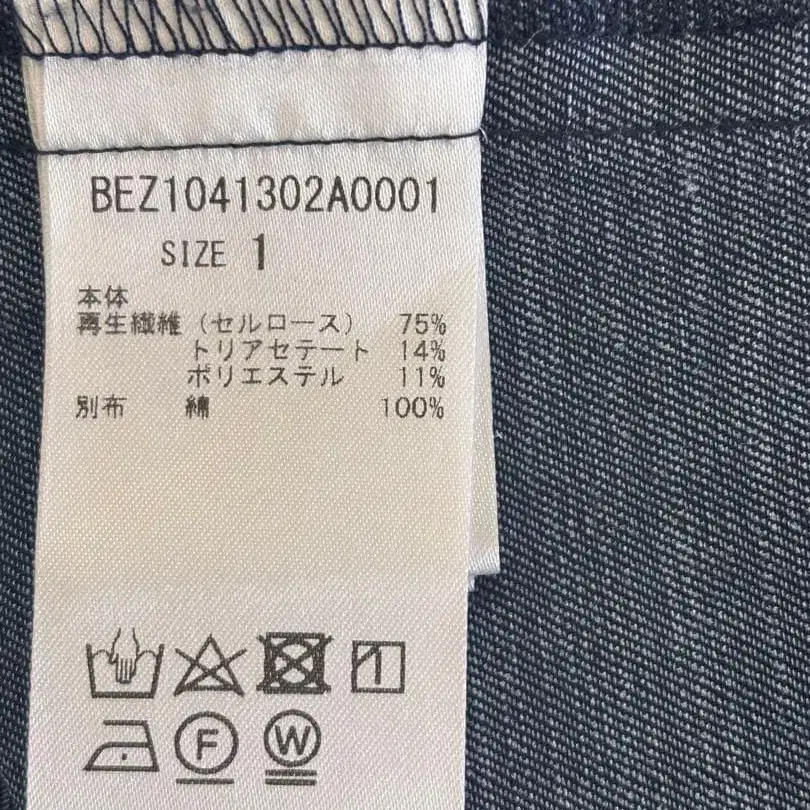 BEZ1041302A0001
SIZE 1
本体
再生繊維（セルロース） 75%
トリアセテート 14%
ポリエステル 11%
別布 綿 100%
F W